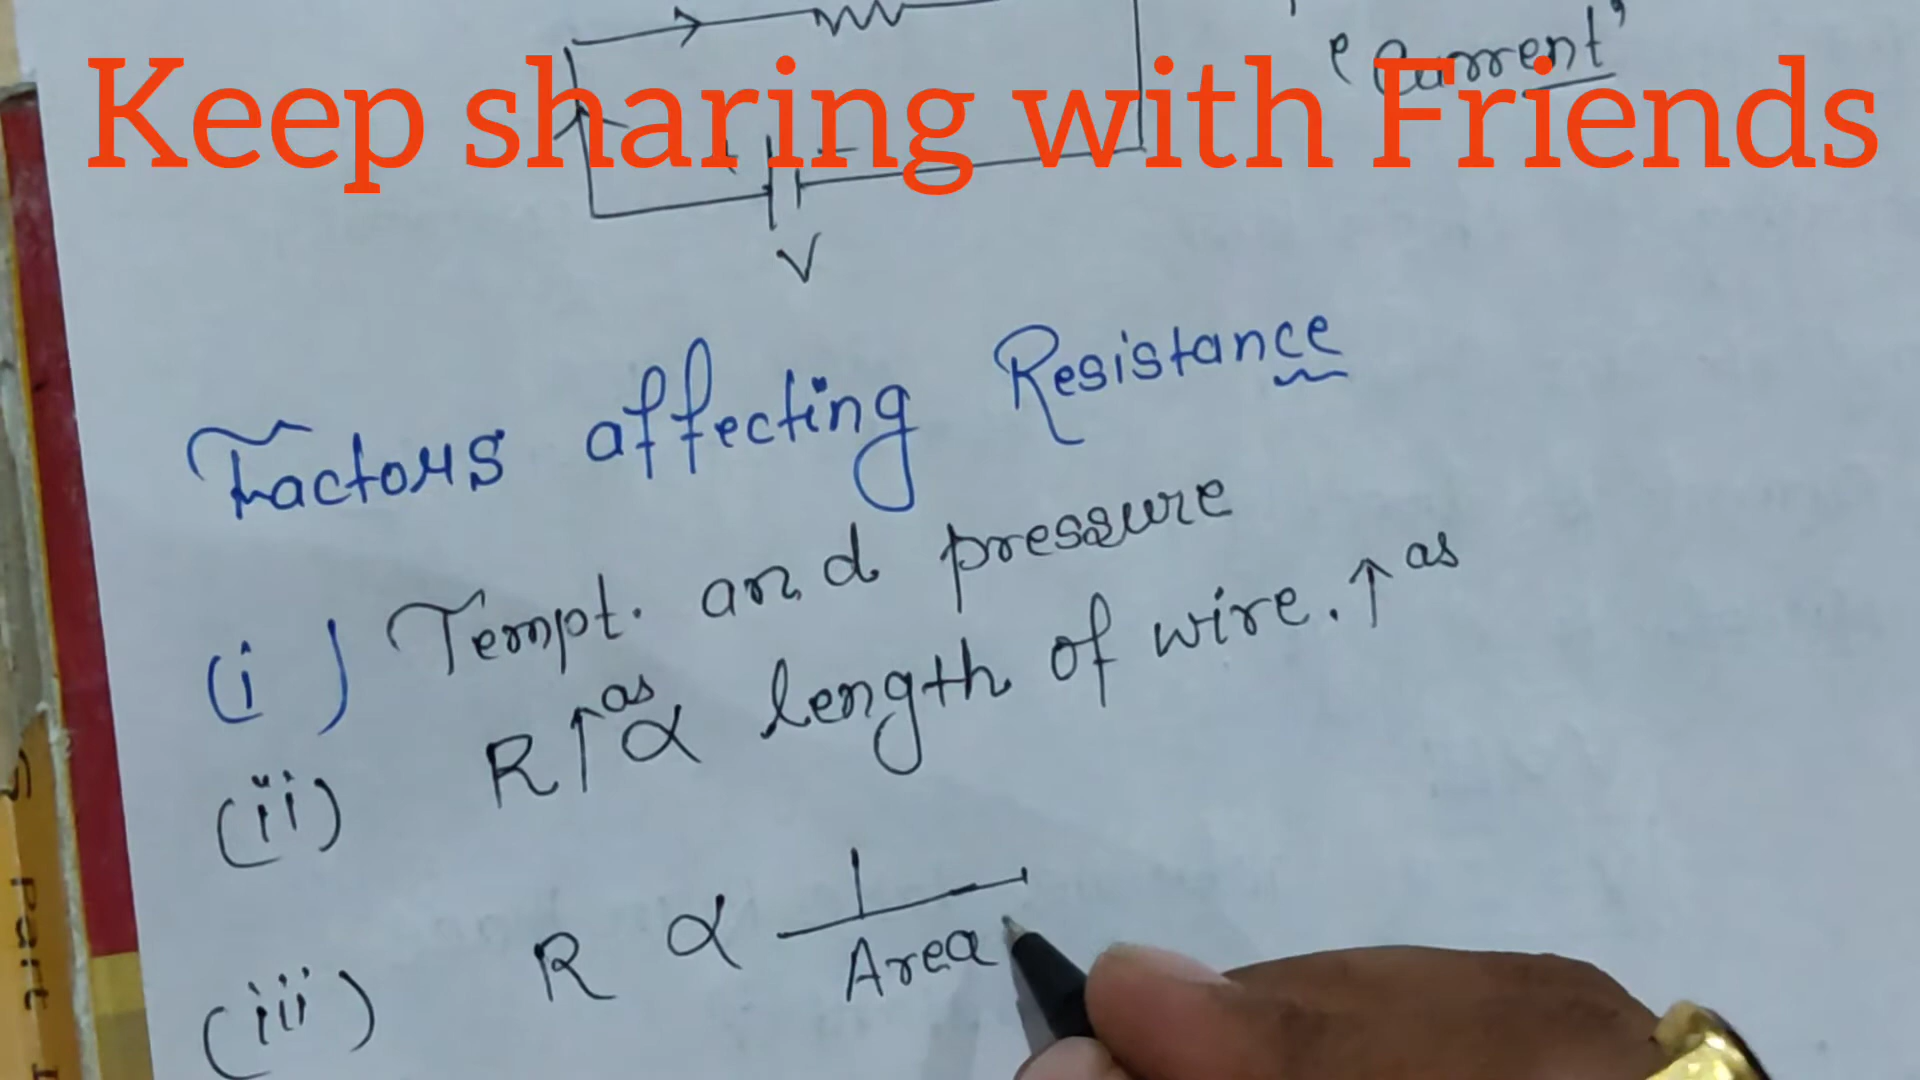 Keep sharing with Friends
'Current'
V
Factors affecting Resistance
(i) Tempt. and pressure
(ii) R↑ as ∝ length of wire. ↑ as
(iii) R ∝ 1/Area
Part I